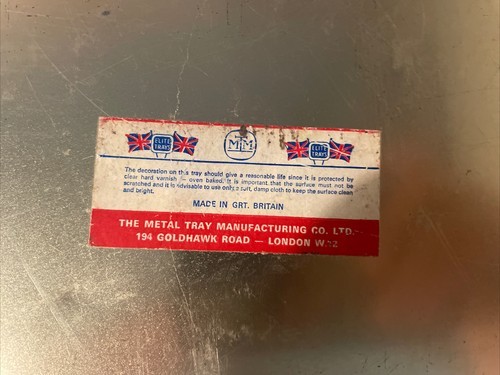 ELITE TRAYS
MTM
ELITE TRAYS
The decoration on this tray should give a reasonable life since it is protected by
clear hard varnish — oven baked. It is important that the surface must not be
scratched and it is advisable to use only a soft, damp cloth to keep the surface clean
and bright.
MADE IN GRT. BRITAIN
THE METAL TRAY MANUFACTURING CO. LTD.
194 GOLDHAWK ROAD — LONDON W.12